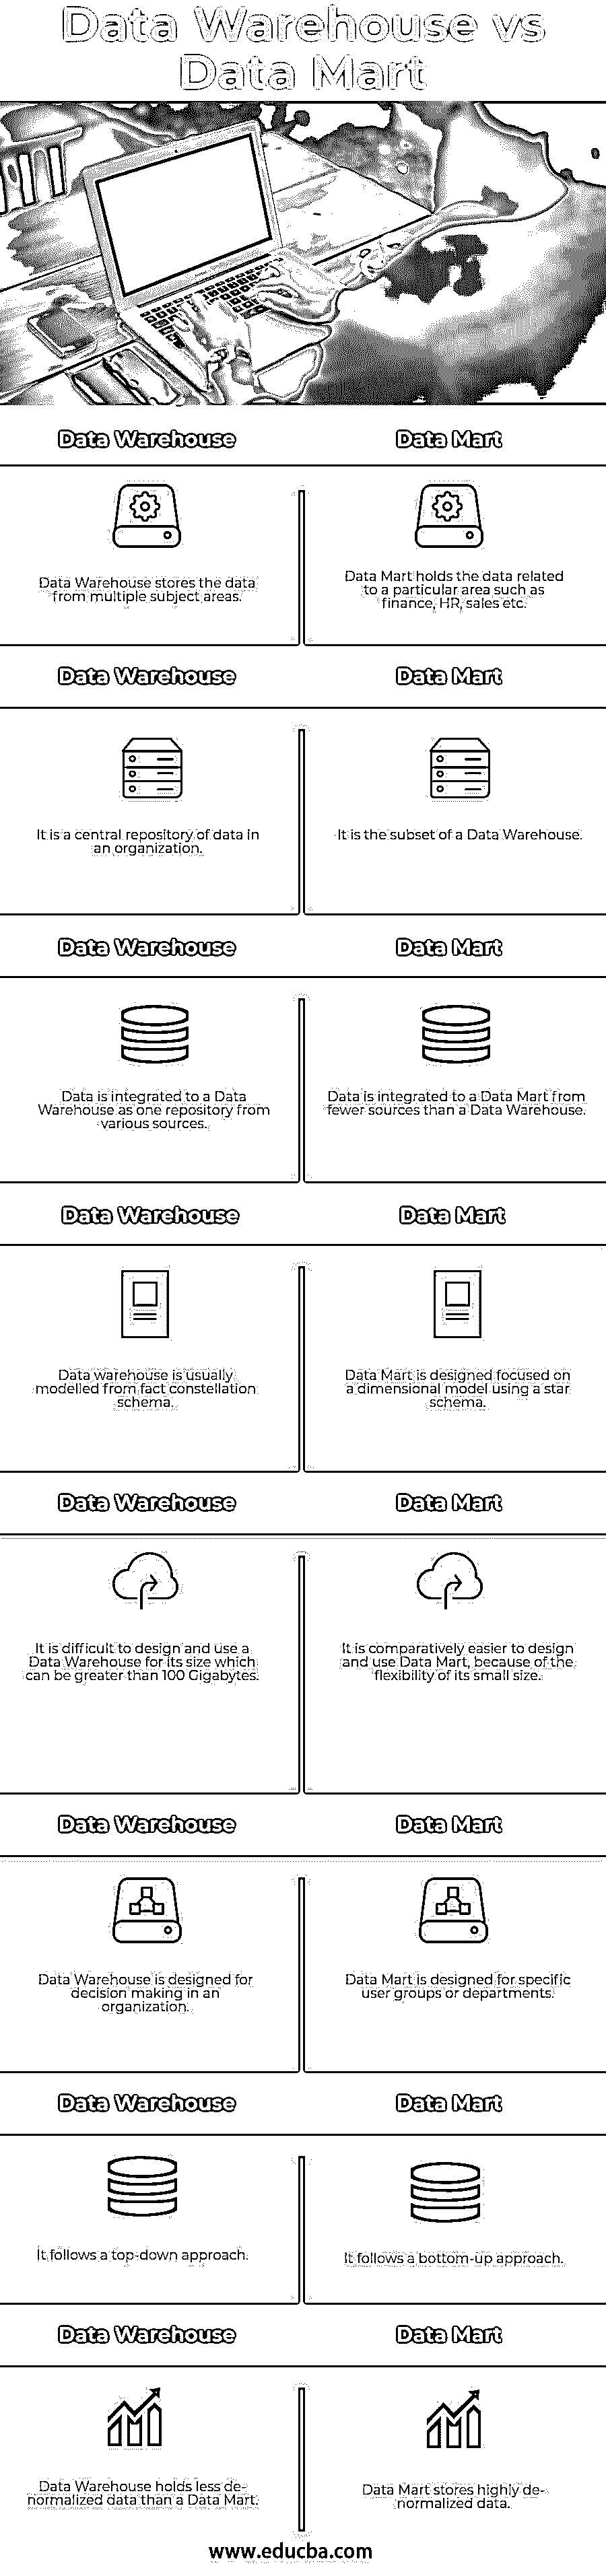 Data Warehouse vs
Data Mart
Data Warehouse
Data Mart
Data Warehouse stores the data
from multiple subject areas.
Data Mart holds the data related
to a particular area such as
finance, HR, sales etc.
Data Warehouse
Data Mart
It is a central repository of data in
an organization.
It is the subset of a Data Warehouse.
Data Warehouse
Data Mart
Data is integrated to a Data
Warehouse as one repository from
various sources.
Data is integrated to a Data Mart from
fewer sources than a Data Warehouse.
Data Warehouse
Data Mart
Data warehouse is usually
modelled from fact constellation
schema.
Data Mart is designed focused on
a dimensional model using a star
schema.
Data Warehouse
Data Mart
It is difficult to design and use a
Data Warehouse for its size which
can be greater than 100 Gigabytes.
It is comparatively easier to design
and use Data Mart, because of the
flexibility of its small size.
Data Warehouse
Data Mart
Data Warehouse is designed for
decision making in an
organization.
Data Mart is designed for specific
user groups or departments.
Data Warehouse
Data Mart
It follows a top-down approach.
It follows a bottom-up approach.
Data Warehouse
Data Mart
Data Warehouse holds less de-
normalized data than a Data Mart.
Data Mart stores highly de-
normalized data.
www.educba.com